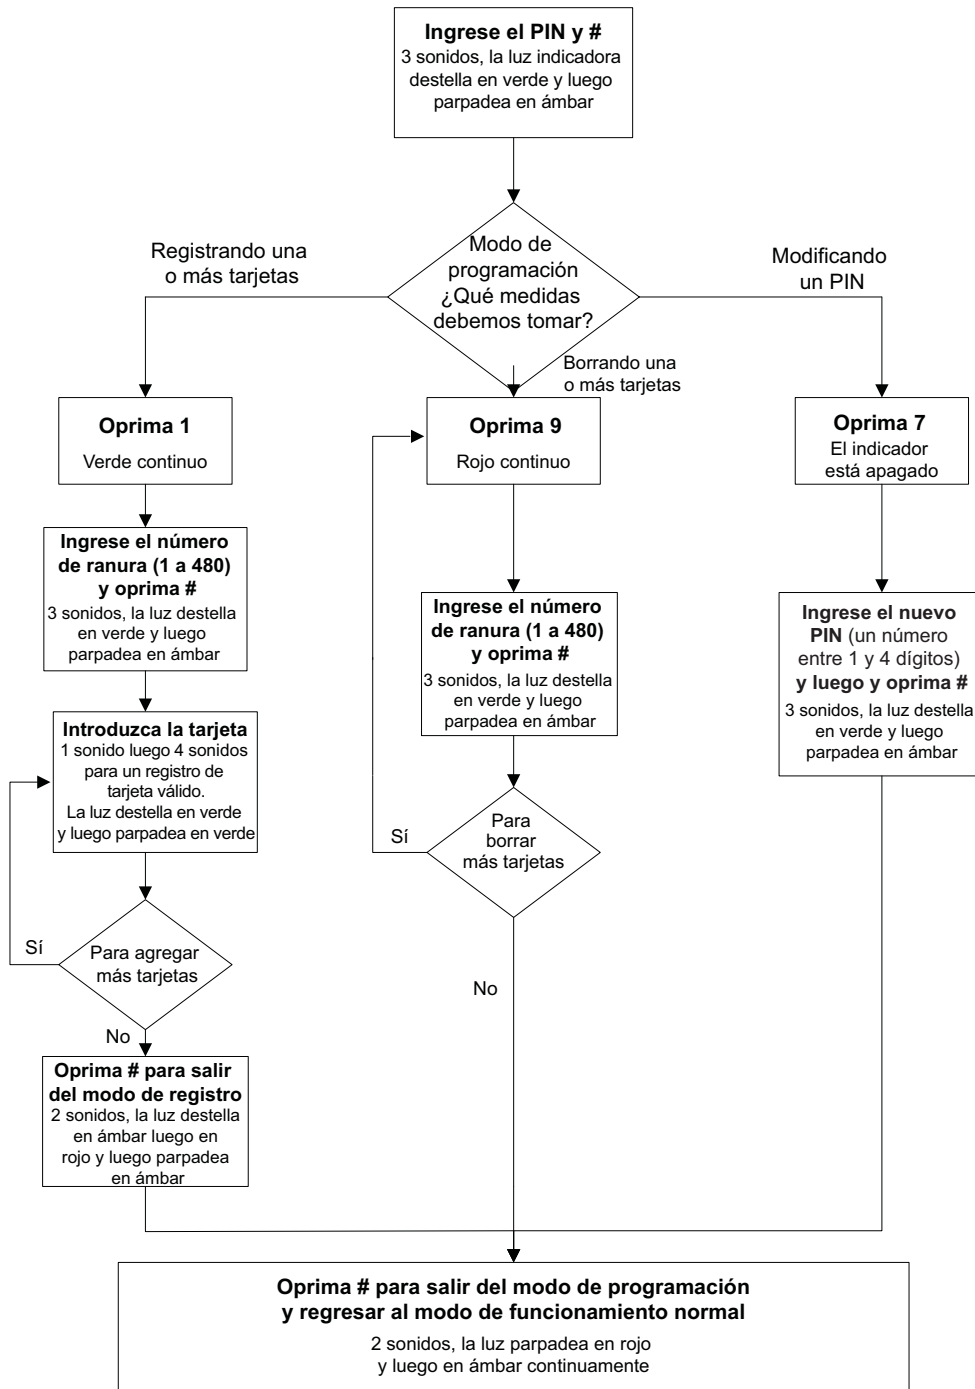 Ingrese el PIN y #
3 sonidos, la luz indicadora
destella en verde y luego
parpadea en ámbar
Modo de
programación
¿Qué medidas
debemos tomar?
Registrando una
o más tarjetas
Borrando una
o más tarjetas
Modificando
un PIN
Oprima 1
Verde continuo
Ingrese el número
de ranura (1 a 480)
y oprima #
3 sonidos, la luz destella
en verde y luego
parpadea en ámbar
Introduzca la tarjeta
1 sonido luego 4 sonidos
para un registro de
tarjeta válido.
La luz destella en verde
y luego parpadea en verde
Para agregar
más tarjetas
Sí
No
Oprima # para salir
del modo de registro
2 sonidos, la luz destella
en ámbar luego en
rojo y luego parpadea
en ámbar
Oprima 9
Rojo continuo
Ingrese el número
de ranura (1 a 480)
y oprima #
3 sonidos, la luz destella
en verde y luego
parpadea en ámbar
Para
borrar
más tarjetas
Sí
No
Oprima 7
El indicador
está apagado
Ingrese el nuevo
PIN (un número
entre 1 y 4 dígitos)
y luego y oprima #
3 sonidos, la luz destella
en verde y luego
parpadea en ámbar
Oprima # para salir del modo de programación
y regresar al modo de funcionamiento normal
2 sonidos, la luz parpadea en rojo
y luego en ámbar continuamente